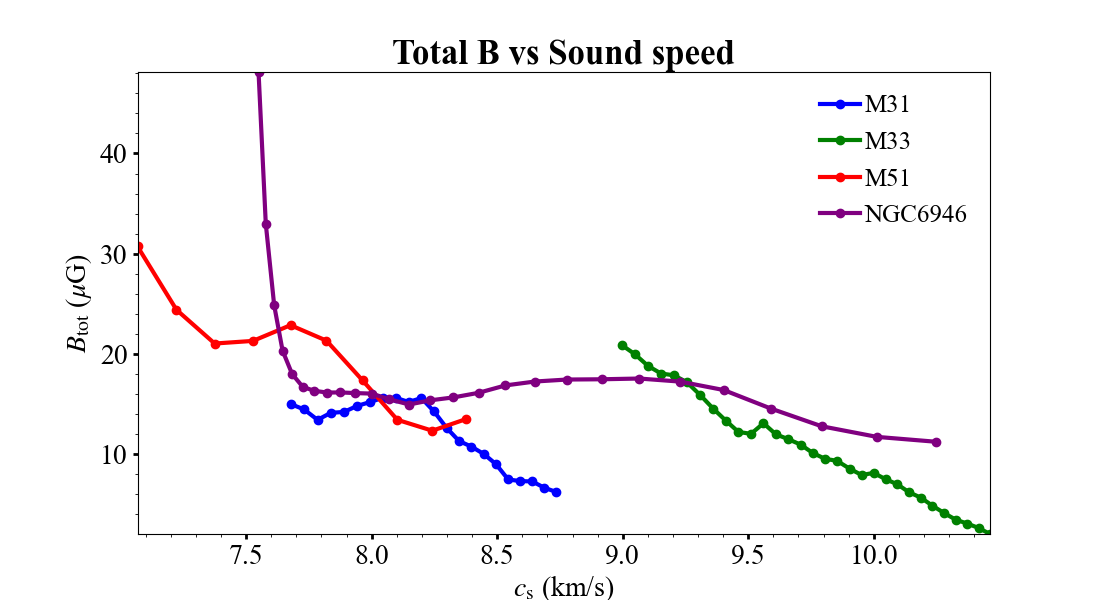 Total B vs Sound speed
M31
M33
M51
NGC6946
B_tot (μG)
40
30
20
10
7.5 8.0 8.5 9.0 9.5 10.0
c_s (km/s)